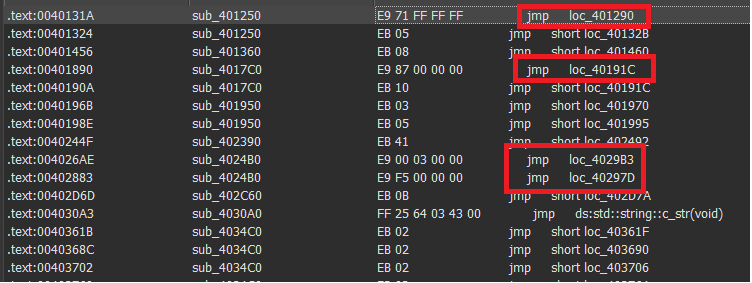 .text:0040131A sub_401250 E9 71 FF FF FF jmp loc_401290
.text:00401324 sub_401250 EB 05 jmp short loc_40132B
.text:00401456 sub_401360 EB 08 jmp short loc_401460
.text:00401890 sub_4017C0 E9 87 00 00 00 jmp loc_40191C
.text:0040190A sub_4017C0 EB 10 jmp short loc_40191C
.text:0040196B sub_401950 EB 03 jmp short loc_401970
.text:0040198E sub_401950 EB 05 jmp short loc_401995
.text:0040244F sub_402390 EB 41 jmp short loc_402492
.text:004026AE sub_4024B0 E9 00 03 00 00 jmp loc_4029B3
.text:00402883 sub_4024B0 E9 F5 00 00 00 jmp loc_40297D
.text:00402D6D sub_402C60 EB 0B jmp short loc_402D7A
.text:004030A3 sub_4030A0 FF 25 64 03 43 00 jmp ds:std::string::c_str(void)
.text:0040361B sub_4034C0 EB 02 jmp short loc_40361F
.text:0040368C sub_4034C0 EB 02 jmp short loc_403690
.text:00403702 sub_4034C0 EB 02 jmp short loc_403706